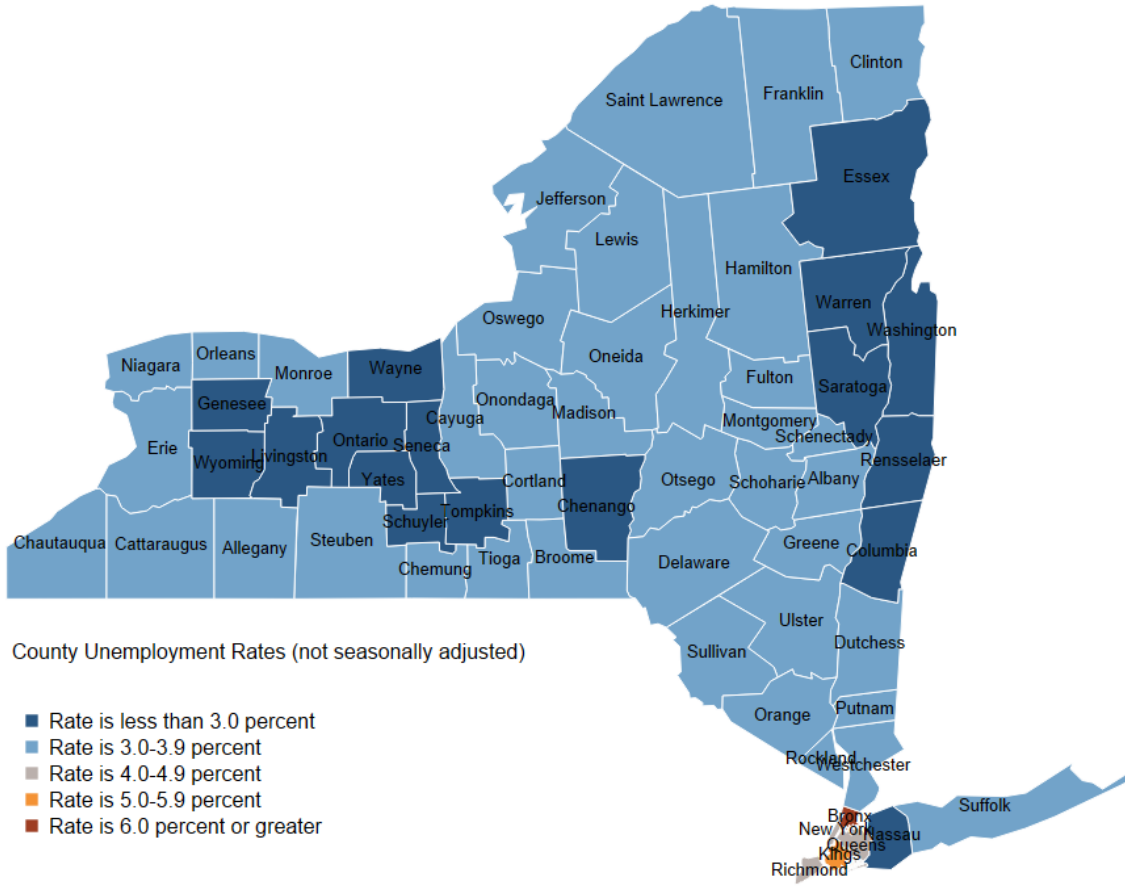 Clinton
Franklin
Saint Lawrence
Essex
Jefferson
Lewis
Hamilton
Warren
Herkimer
Washington
Oswego
Orleans
Oneida
Niagara
Wayne
Monroe
Fulton
Saratoga
Genesee
Onondaga
Madison
Cayuga
Montgomery
Schenectady
Ontario
Seneca
Erie
Livingston
Wyoming
Rensselaer
Yates
Cortland
Otsego
Schoharie
Albany
Chenango
Tompkins
Schuyler
Steuben
Chautauqua
Cattaraugus
Allegany
Greene
Columbia
Tioga
Broome
Chemung
Delaware
Ulster
Dutchess
Sullivan
County Unemployment Rates (not seasonally adjusted)
Putnam
Orange
Rate is less than 3.0 percent
Rate is 3.0-3.9 percent
Rate is 4.0-4.9 percent
Rate is 5.0-5.9 percent
Rate is 6.0 percent or greater
Rockland
Westchester
Suffolk
Bronx
New York
Nassau
Queens
Kings
Richmond